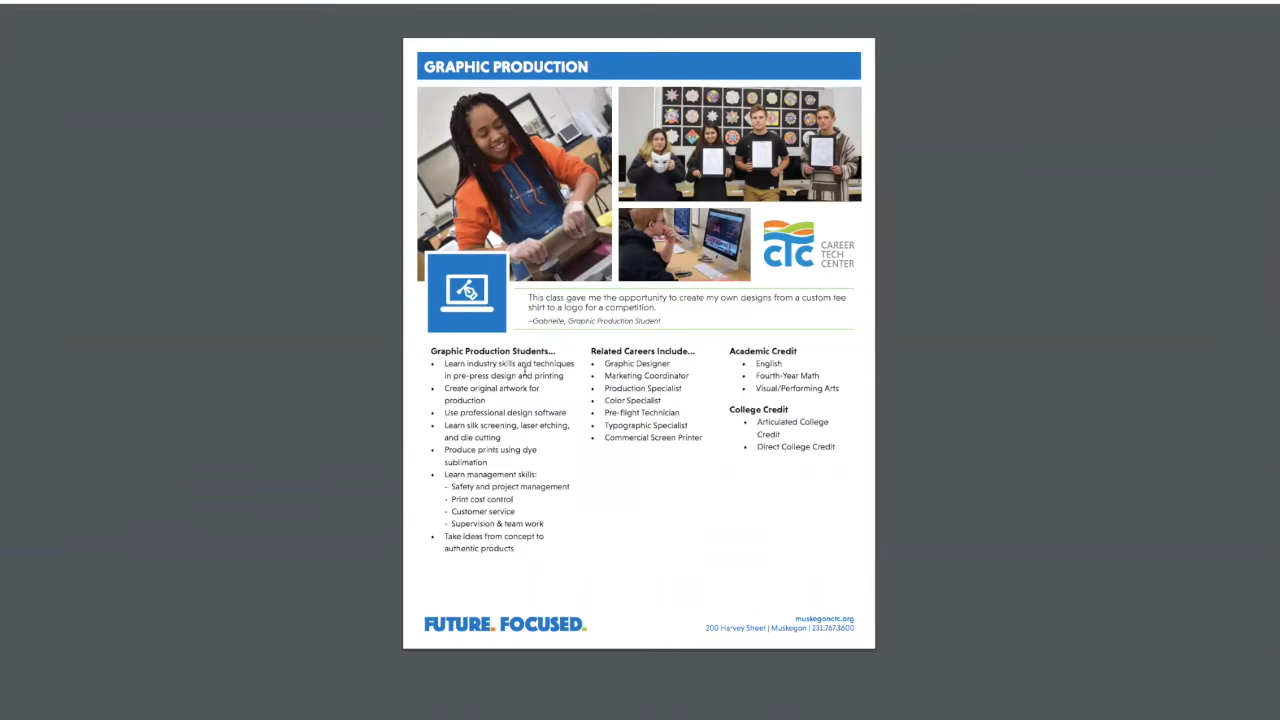 GRAPHIC PRODUCTION
CTC
CAREER
TECH
CENTER
This class gave me the opportunity to create my own designs from a custom tee
shirt to a logo for a competition.
–Gabrielle, Graphic Production Student
Graphic Production Students...
• Learn industry skills and techniques
in pre-press design and printing
• Create original artwork for
production
• Use professional design software
• Learn silk screening, laser etching,
and die cutting
• Produce prints using dye
sublimation
• Learn management skills:
- Safety and project management
- Print cost control
- Customer service
- Supervision & team work
• Take ideas from concept to
authentic products
Related Careers Include...
• Graphic Designer
• Marketing Coordinator
• Production Specialist
• Color Specialist
• Pre-flight Technician
• Typographic Specialist
• Commercial Screen Printer
Academic Credit
• English
• Fourth-Year Math
• Visual/Performing Arts
College Credit
• Articulated College
Credit
• Direct College Credit
FUTURE. FOCUSED.
muskegonctc.org
200 Harvey Street | Muskegon | 231.767.3600